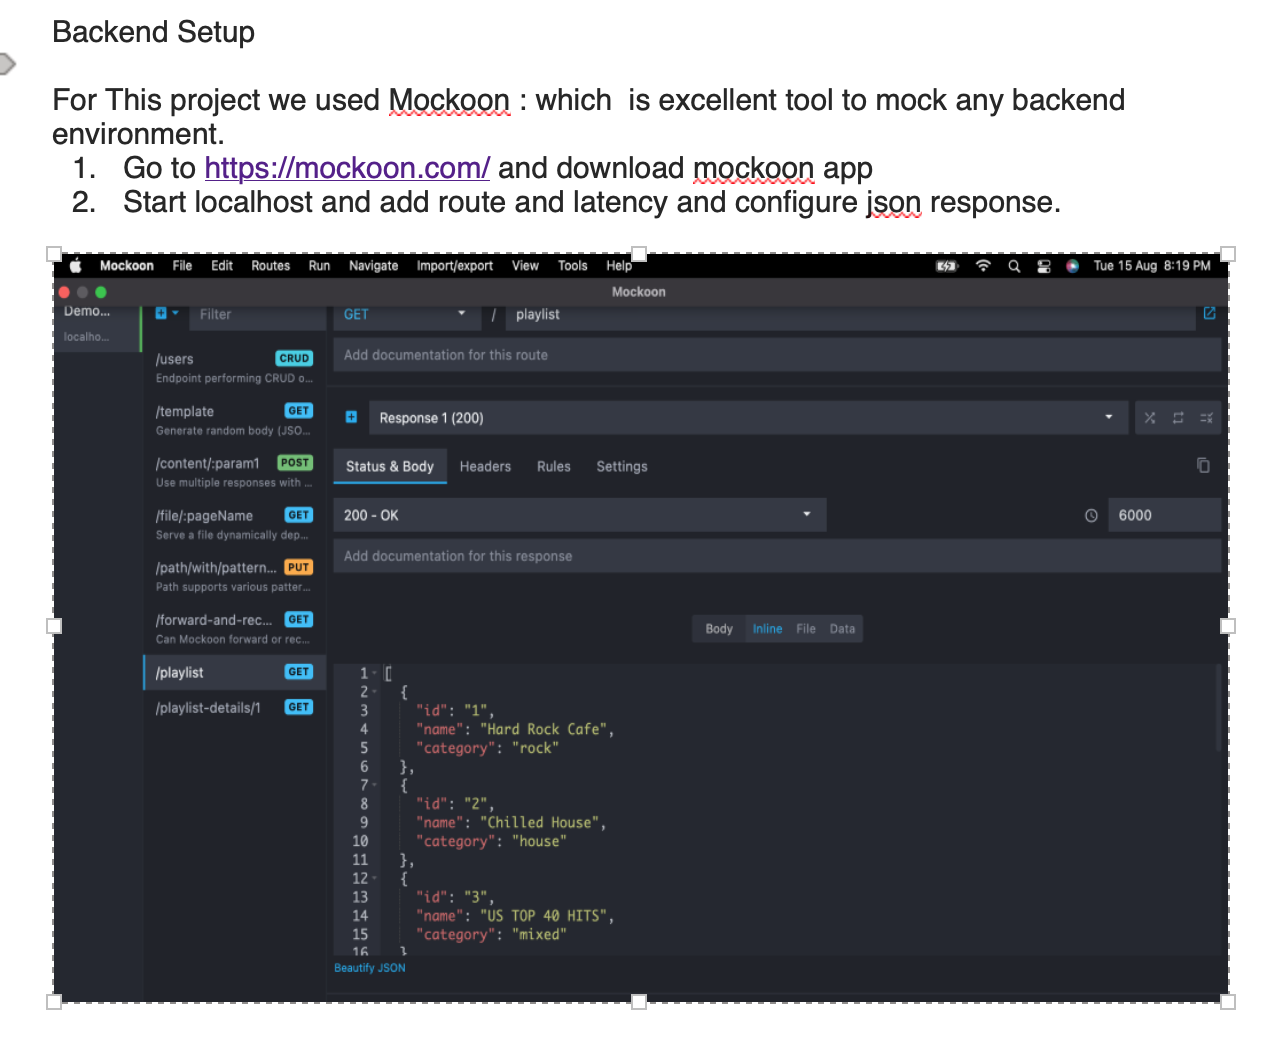 Backend Setup
For This project we used Mockoon : which  is excellent tool to mock any backend
environment.
1. Go to https://mockoon.com/ and download mockoon app
2. Start localhost and add route and latency and configure json response.
Mockoon File Edit Routes Run Navigate Import/export View Tools Help Tue 15 Aug 8:19 PM
Mockoon
Demo...
localho...
Filter
/users CRUD
Endpoint performing CRUD o...
/template GET
Generate random body (JSO...
/content/:param1 POST
Use multiple responses with ...
/file/:pageName GET
Serve a file dynamically dep...
/path/with/pattern... PUT
Path supports various patter...
/forward-and-rec... GET
Can Mockoon forward or rec...
/playlist GET
/playlist-details/1 GET
GET / playlist
Add documentation for this route
Response 1 (200)
Status & Body Headers Rules Settings
200 - OK 6000
Add documentation for this response
Body Inline File Data
1 [
2 {
3 "id": "1",
4 "name": "Hard Rock Cafe",
5 "category": "rock"
6 },
7 {
8 "id": "2",
9 "name": "Chilled House",
10 "category": "house"
11 },
12 {
13 "id": "3",
14 "name": "US TOP 40 HITS",
15 "category": "mixed"
16 }
Beautify JSON